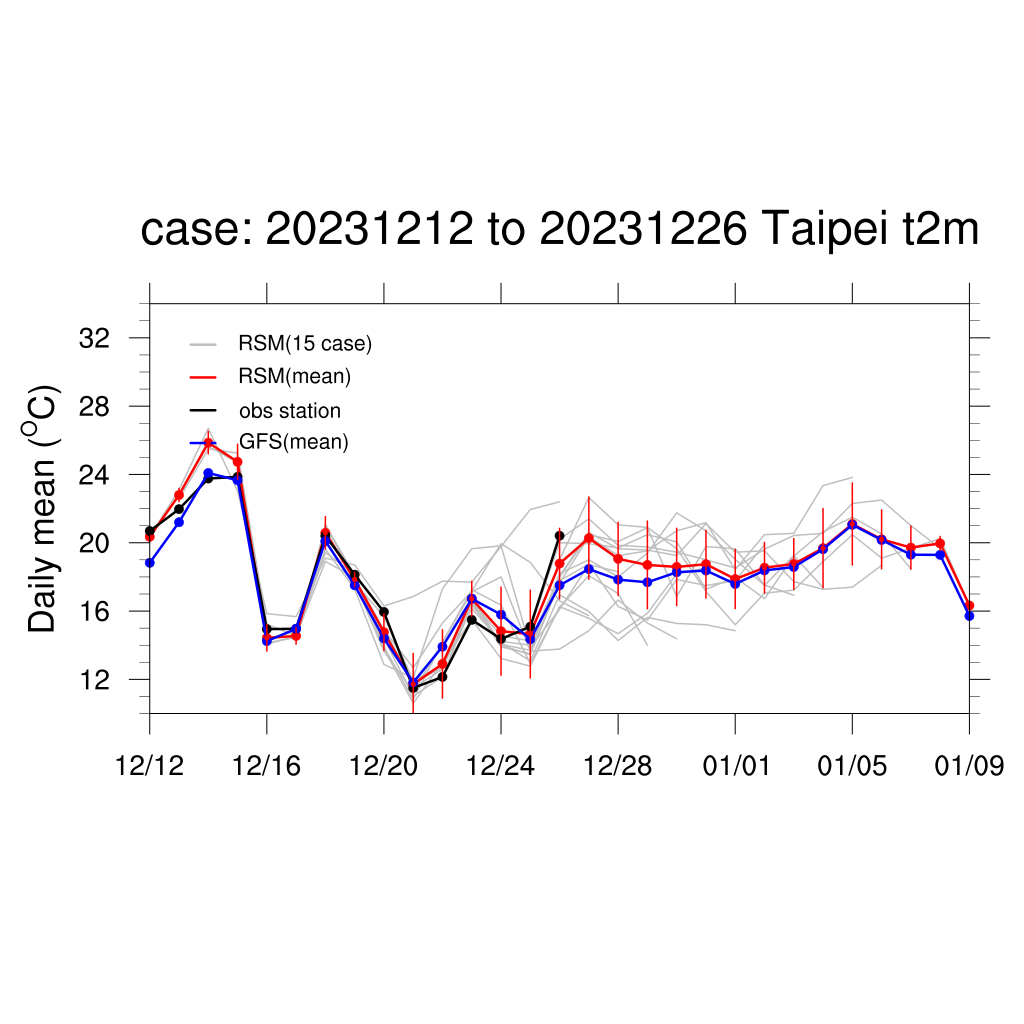 case: 20231212 to 20231226 Taipei t2m
Daily mean (°C)
32
28
24
20
16
12
RSM(15 case)
RSM(mean)
obs station
GFS(mean)
12/12 12/16 12/20 12/24 12/28 01/01 01/05 01/09